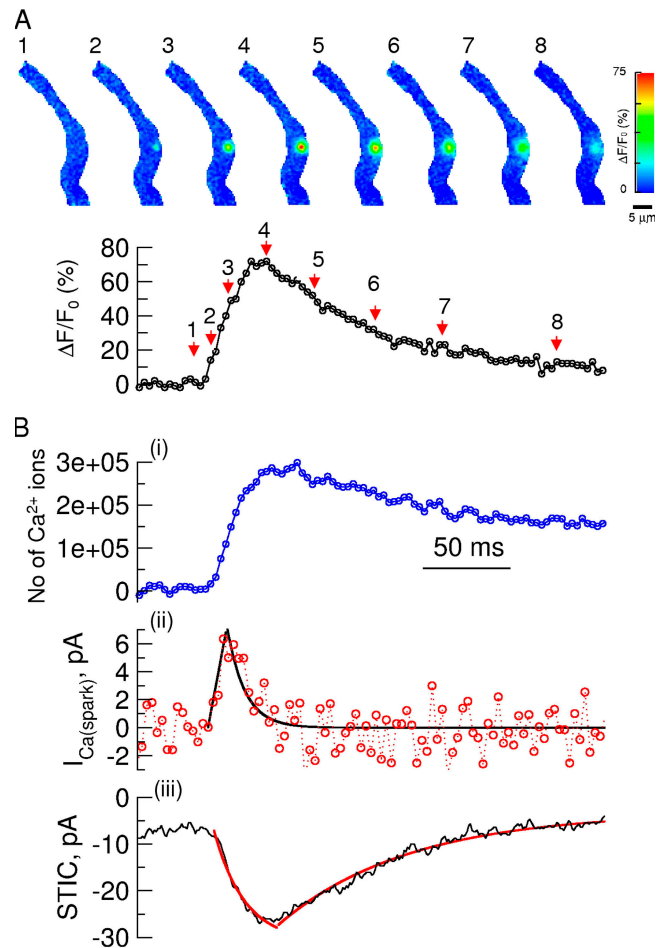 A
1 2 3 4 5 6 7 8
75
ΔF/F0 (%)
0
5 μm
80
60
40
20
0
ΔF/F0 (%)
1 2 3 4 5 6 7 8
B
(i)
3e+05
2e+05
1e+05
0
No of Ca2+ ions
50 ms
(ii)
6
4
2
0
-2
ICa(spark), pA
(iii)
0
-10
-20
-30
STIC, pA